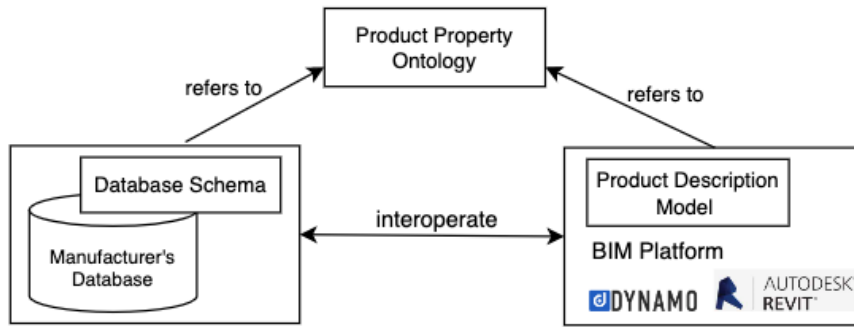 Product Property
Ontology
refers to
refers to
Database Schema
Manufacturer's
Database
interoperate
Product Description
Model
BIM Platform
DYNAMO
AUTODESK
REVIT